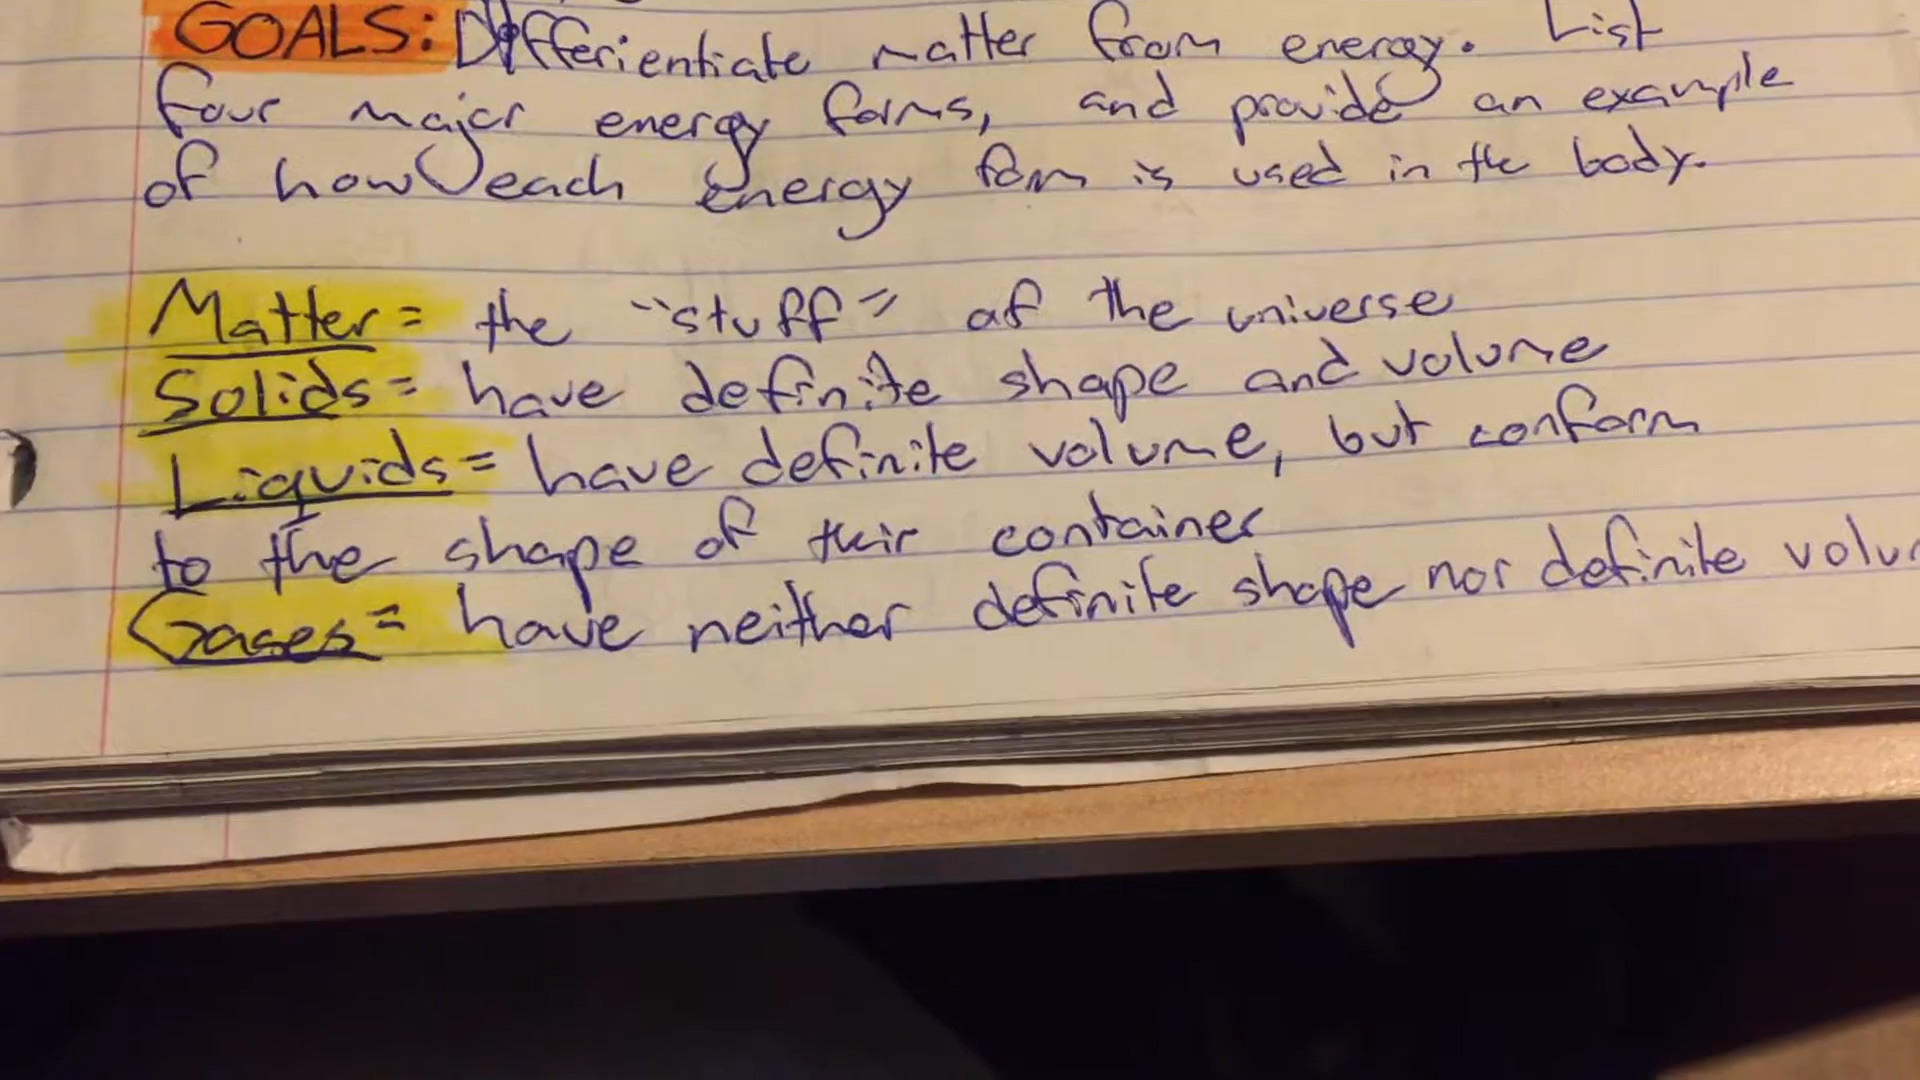 GOALS: Differientiate matter from energy. List
four major energy forms, and provide an example
of how each energy form is used in the body.
Matter = the "stuff" of the universe
Solids = have definite shape and volume
Liquids = have definite volume, but conform
to the shape of their container
Gases = have neither definite shape nor definite